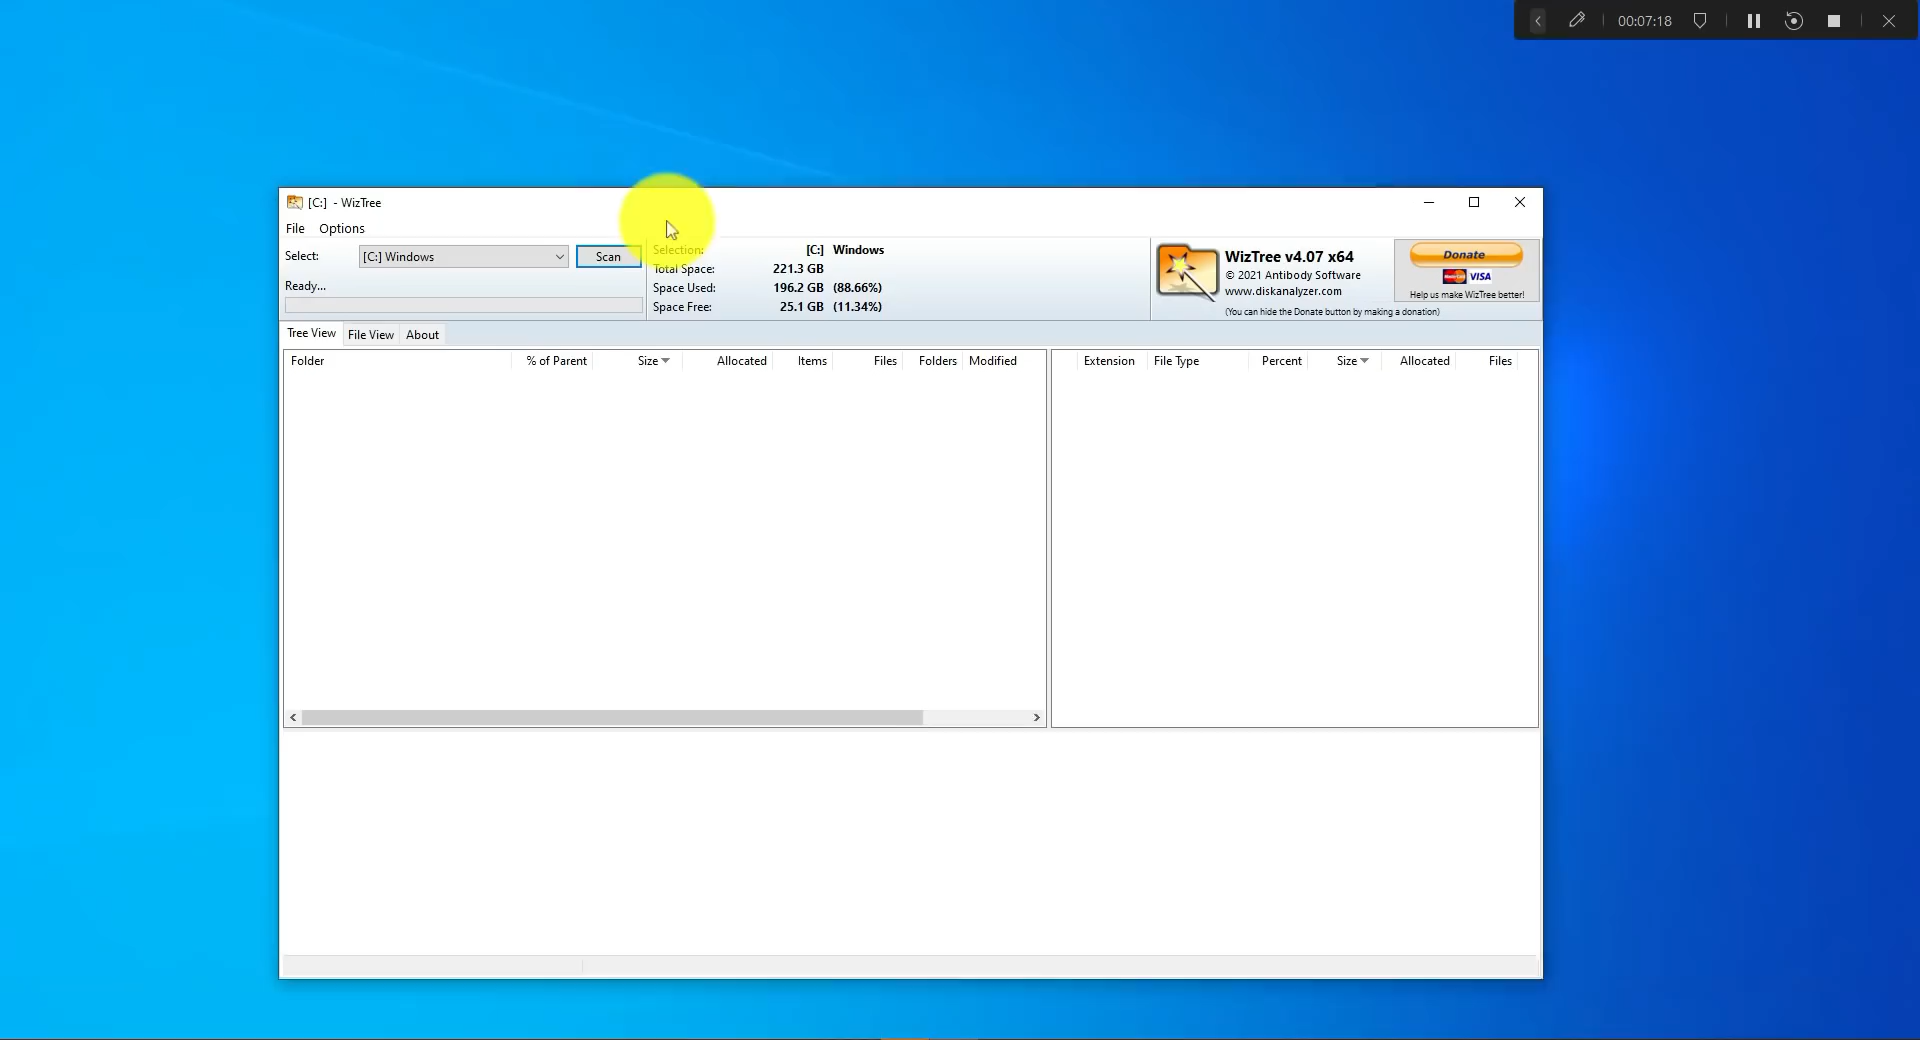 00:07:18
[C:] - WizTree
File Options
Select: [C:] Windows Scan
Ready...
Selection: [C:] Windows
Total Space: 221.3 GB
Space Used: 196.2 GB (88.66%)
Space Free: 25.1 GB (11.34%)
WizTree v4.07 x64
© 2021 Antibody Software
www.diskanalyzer.com
(You can hide the Donate button by making a donation)
Donate
MasterCard VISA
Help us make WizTree better!
Tree View File View About
Folder % of Parent Size Allocated Items Files Folders Modified
Extension File Type Percent Size Allocated Files